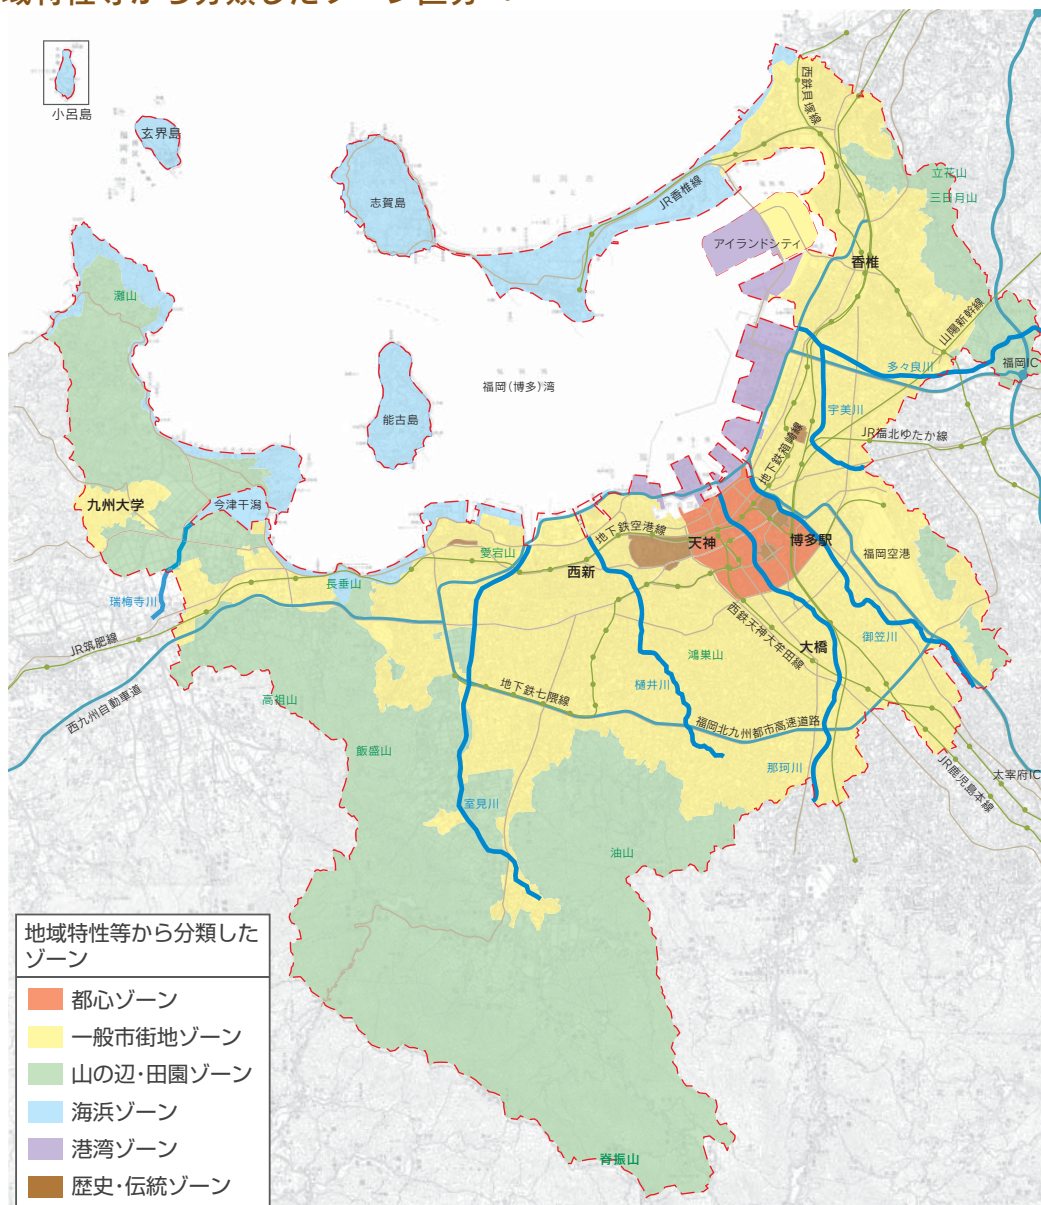 域特性等から分類したゾーン区分
小呂島
玄界島
志賀島
西鉄貝塚線
立花山
三日月山
JR香椎線
アイランドシティ
香椎
灘山
山陽新幹線
福岡IC
多々良川
福岡(博多)湾
能古島
宇美川
JR福北ゆたか線
地下鉄箱崎線
九州大学
今津干潟
地下鉄空港線
天神
博多駅
福岡空港
愛宕山
西新
長垂山
瑞梅寺川
西鉄天神大牟田線
御笠川
大橋
JR筑肥線
鴻巣山
樋井川
地下鉄七隈線
高祖山
西九州自動車道
福岡北九州都市高速道路
飯盛山
那珂川
JR鹿児島本線
太宰府IC
室見川
油山
脊振山
地域特性等から分類した
ゾーン
都心ゾーン
一般市街地ゾーン
山の辺・田園ゾーン
海浜ゾーン
港湾ゾーン
歴史・伝統ゾーン